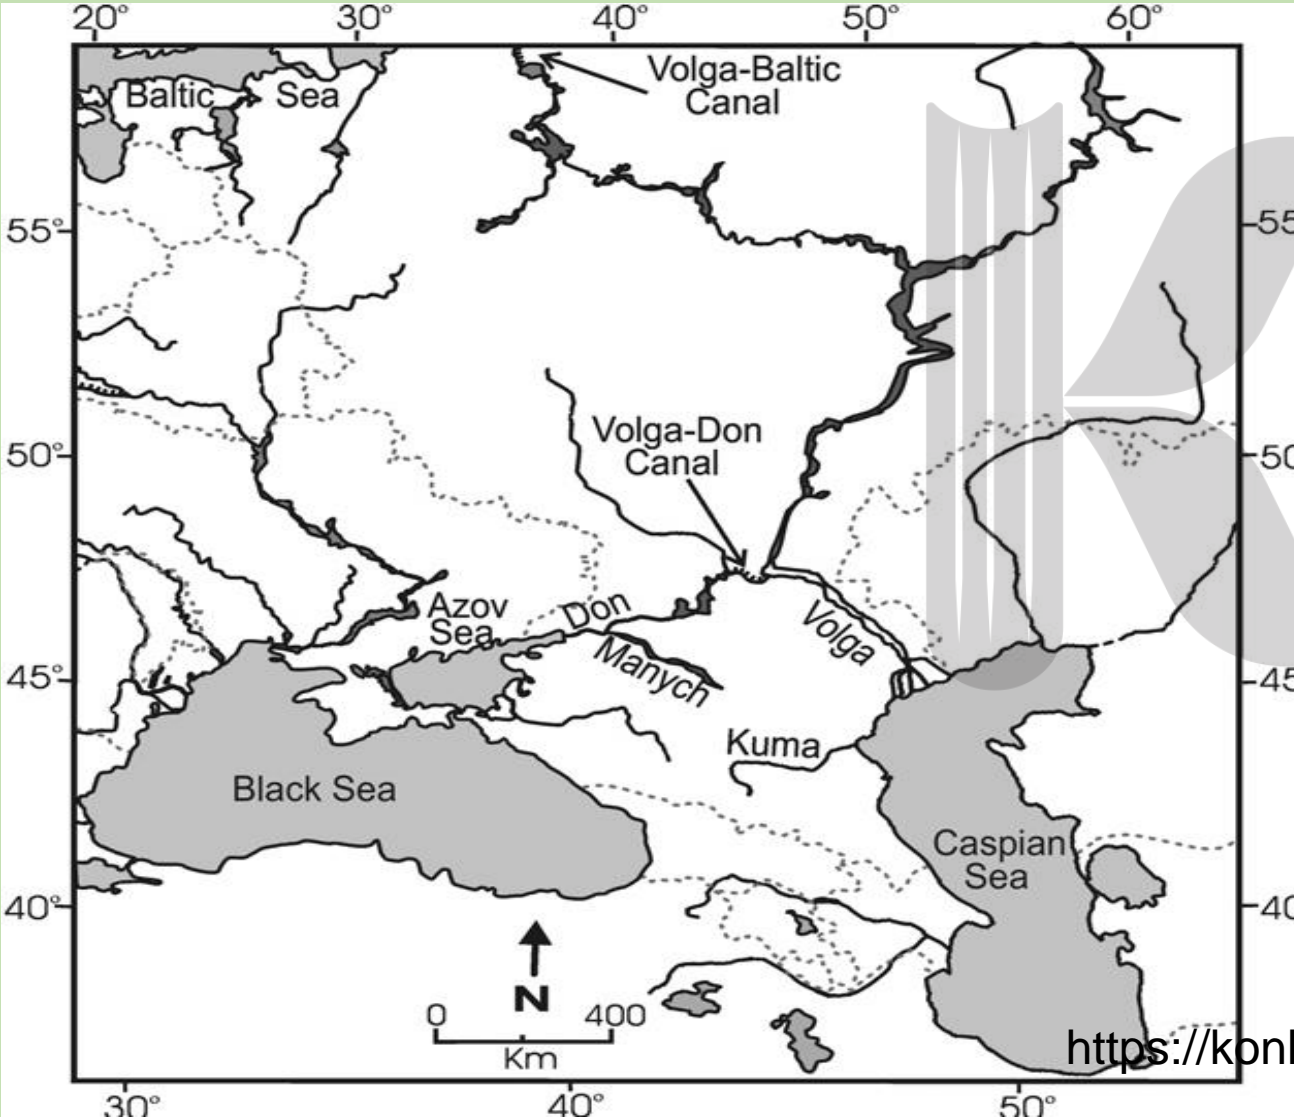 20° 30° 40° 50° 60°
Volga-Baltic
Canal
Baltic Sea
55° 55
Volga-Don
Canal
50° 50
Azov
Sea
Don
Volga
Manych
45° 45
Kuma
Black Sea
Caspian
Sea
40° 40
N
0 400
Km
https://konl
30° 40° 50°